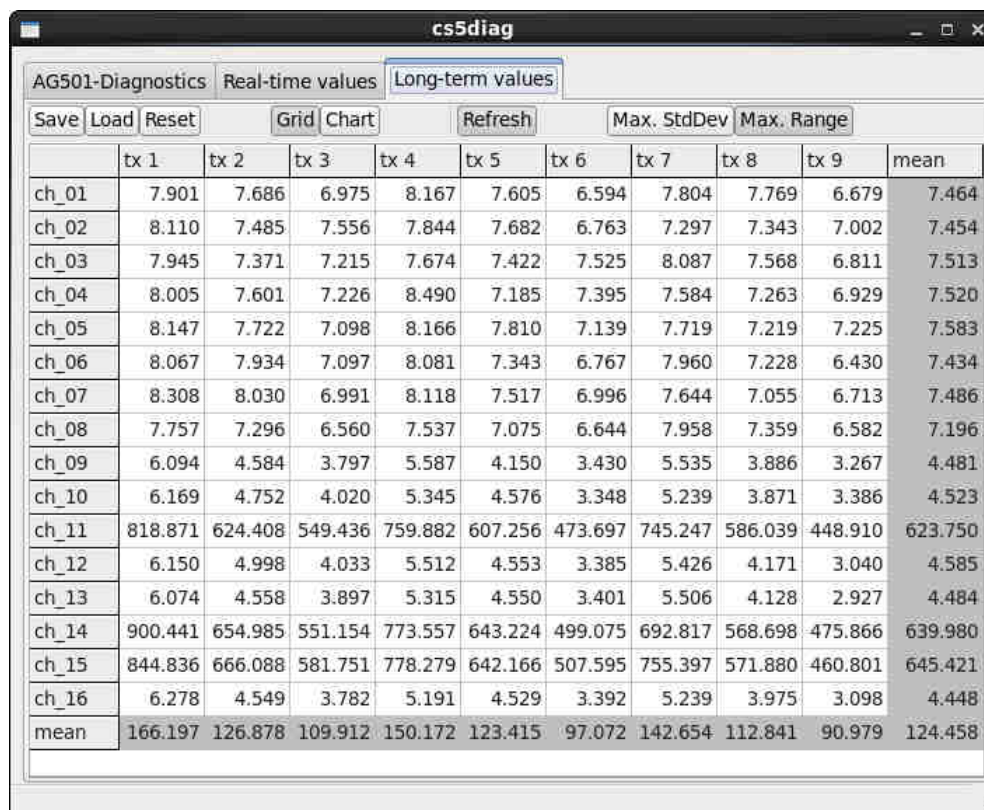 cs5diag
AG501-Diagnostics Real-time values Long-term values
Save Load Reset Grid Chart Refresh Max. StdDev Max. Range
tx 1 tx 2 tx 3 tx 4 tx 5 tx 6 tx 7 tx 8 tx 9 mean
ch_01 7.901 7.686 6.975 8.167 7.605 6.594 7.804 7.769 6.679 7.464
ch_02 8.110 7.485 7.556 7.844 7.682 6.763 7.297 7.343 7.002 7.454
ch_03 7.945 7.371 7.215 7.674 7.422 7.525 8.087 7.568 6.811 7.513
ch_04 8.005 7.601 7.226 8.490 7.185 7.395 7.584 7.263 6.929 7.520
ch_05 8.147 7.722 7.098 8.166 7.810 7.139 7.719 7.219 7.225 7.583
ch_06 8.067 7.934 7.097 8.081 7.343 6.767 7.960 7.228 6.430 7.434
ch_07 8.308 8.030 6.991 8.118 7.517 6.996 7.644 7.055 6.713 7.486
ch_08 7.757 7.296 6.560 7.537 7.075 6.644 7.958 7.359 6.582 7.196
ch_09 6.094 4.584 3.797 5.587 4.150 3.430 5.535 3.886 3.267 4.481
ch_10 6.169 4.752 4.020 5.345 4.576 3.348 5.239 3.871 3.386 4.523
ch_11 818.871 624.408 549.436 759.882 607.256 473.697 745.247 586.039 448.910 623.750
ch_12 6.150 4.998 4.033 5.512 4.553 3.385 5.426 4.171 3.040 4.585
ch_13 6.074 4.558 3.897 5.315 4.550 3.401 5.506 4.128 2.927 4.484
ch_14 900.441 654.985 551.154 773.557 643.224 499.075 692.817 568.698 475.866 639.980
ch_15 844.836 666.088 581.751 778.279 642.166 507.595 755.397 571.880 460.801 645.421
ch_16 6.278 4.549 3.782 5.191 4.529 3.392 5.239 3.975 3.098 4.448
mean 166.197 126.878 109.912 150.172 123.415 97.072 142.654 112.841 90.979 124.458